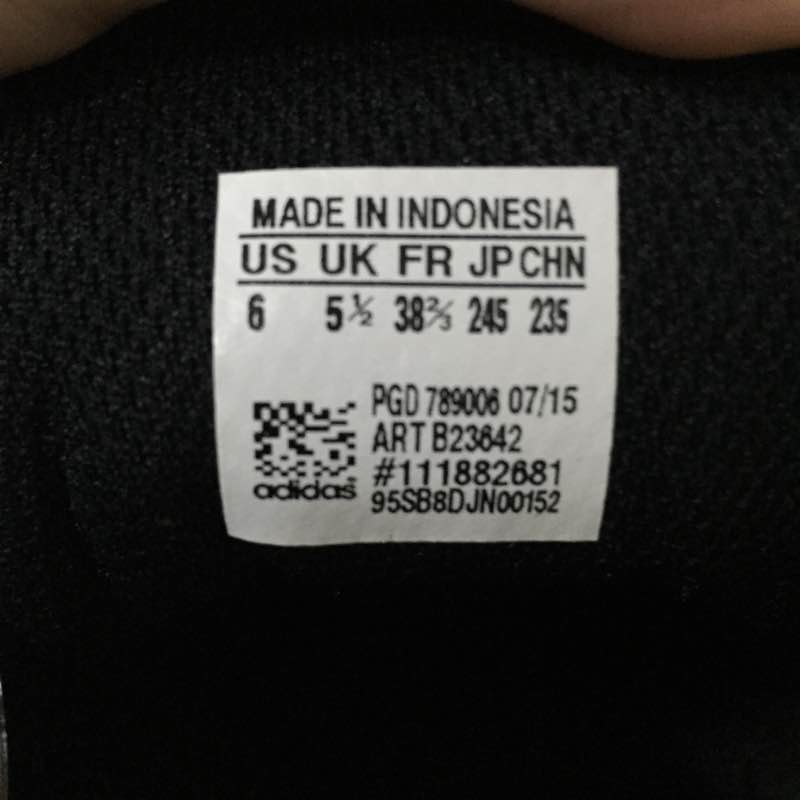 MADE IN INDONESIA
US UK FR JP CHN
6 5½ 38⅔ 245 235
PGD 789006 07/15
ART B23642
#111882681
adidas 95SB8DJN00152